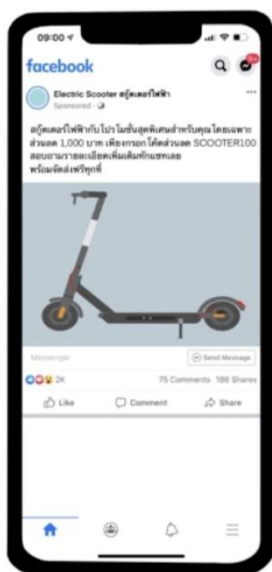 09:00
facebook
Electric Scooter สกู๊ตเตอร์ไฟฟ้า
Sponsored
สกู๊ตเตอร์ไฟฟ้ากับโปรโมชั่นสุดพิเศษสำหรับคุณโดยเฉพาะ
ส่วนลด 1,000 บาท เพียงกรอกโค้ดส่วนลด SCOOTER100
สอบถามรายละเอียดเพิ่มเติมทักแชทเลย
พร้อมจัดส่งฟรีทุกที่
Messenger
Send Message
2K
75 Comments 186 Shares
Like Comment Share